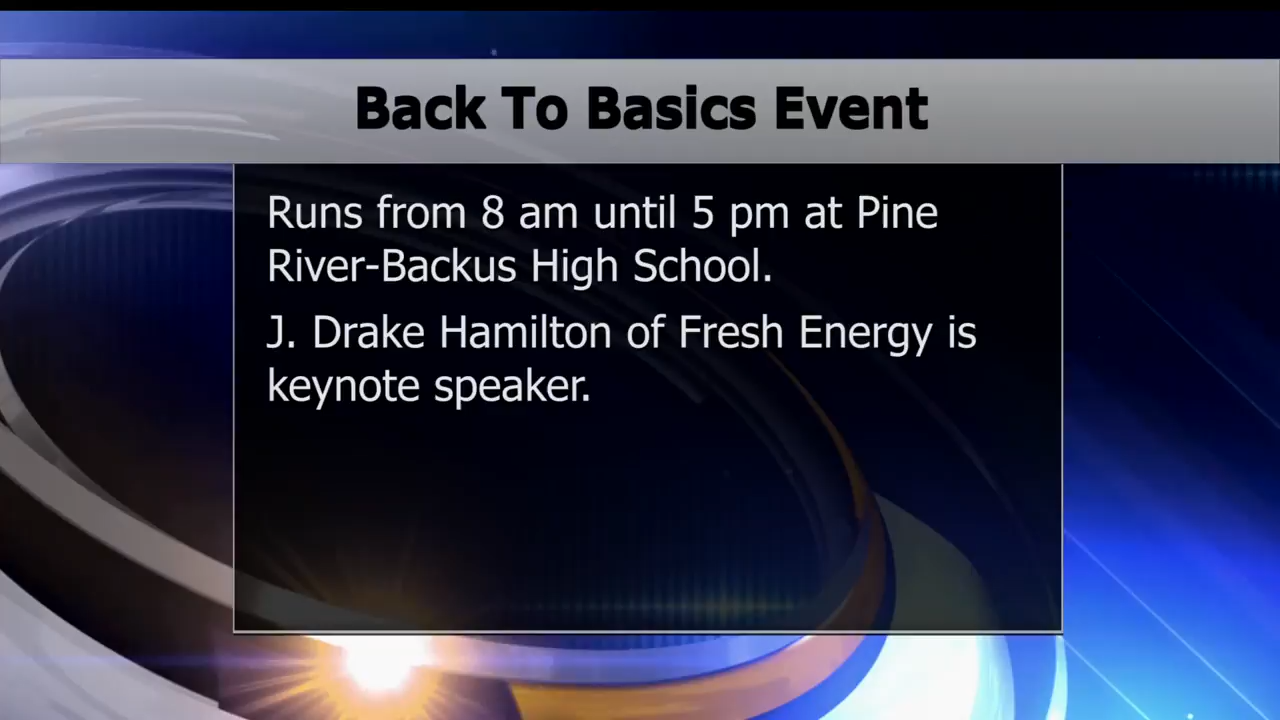 Back To Basics Event
Runs from 8 am until 5 pm at Pine
River-Backus High School.
J. Drake Hamilton of Fresh Energy is
keynote speaker.